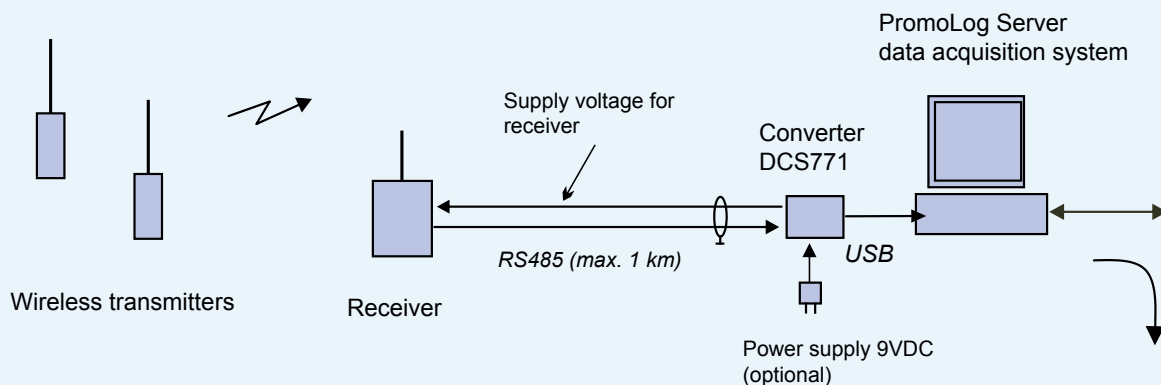 PromoLog Server
data acquisition system
Supply voltage for
receiver
Converter
DCS771
RS485 (max. 1 km)
USB
Wireless transmitters
Receiver
Power supply 9VDC
(optional)